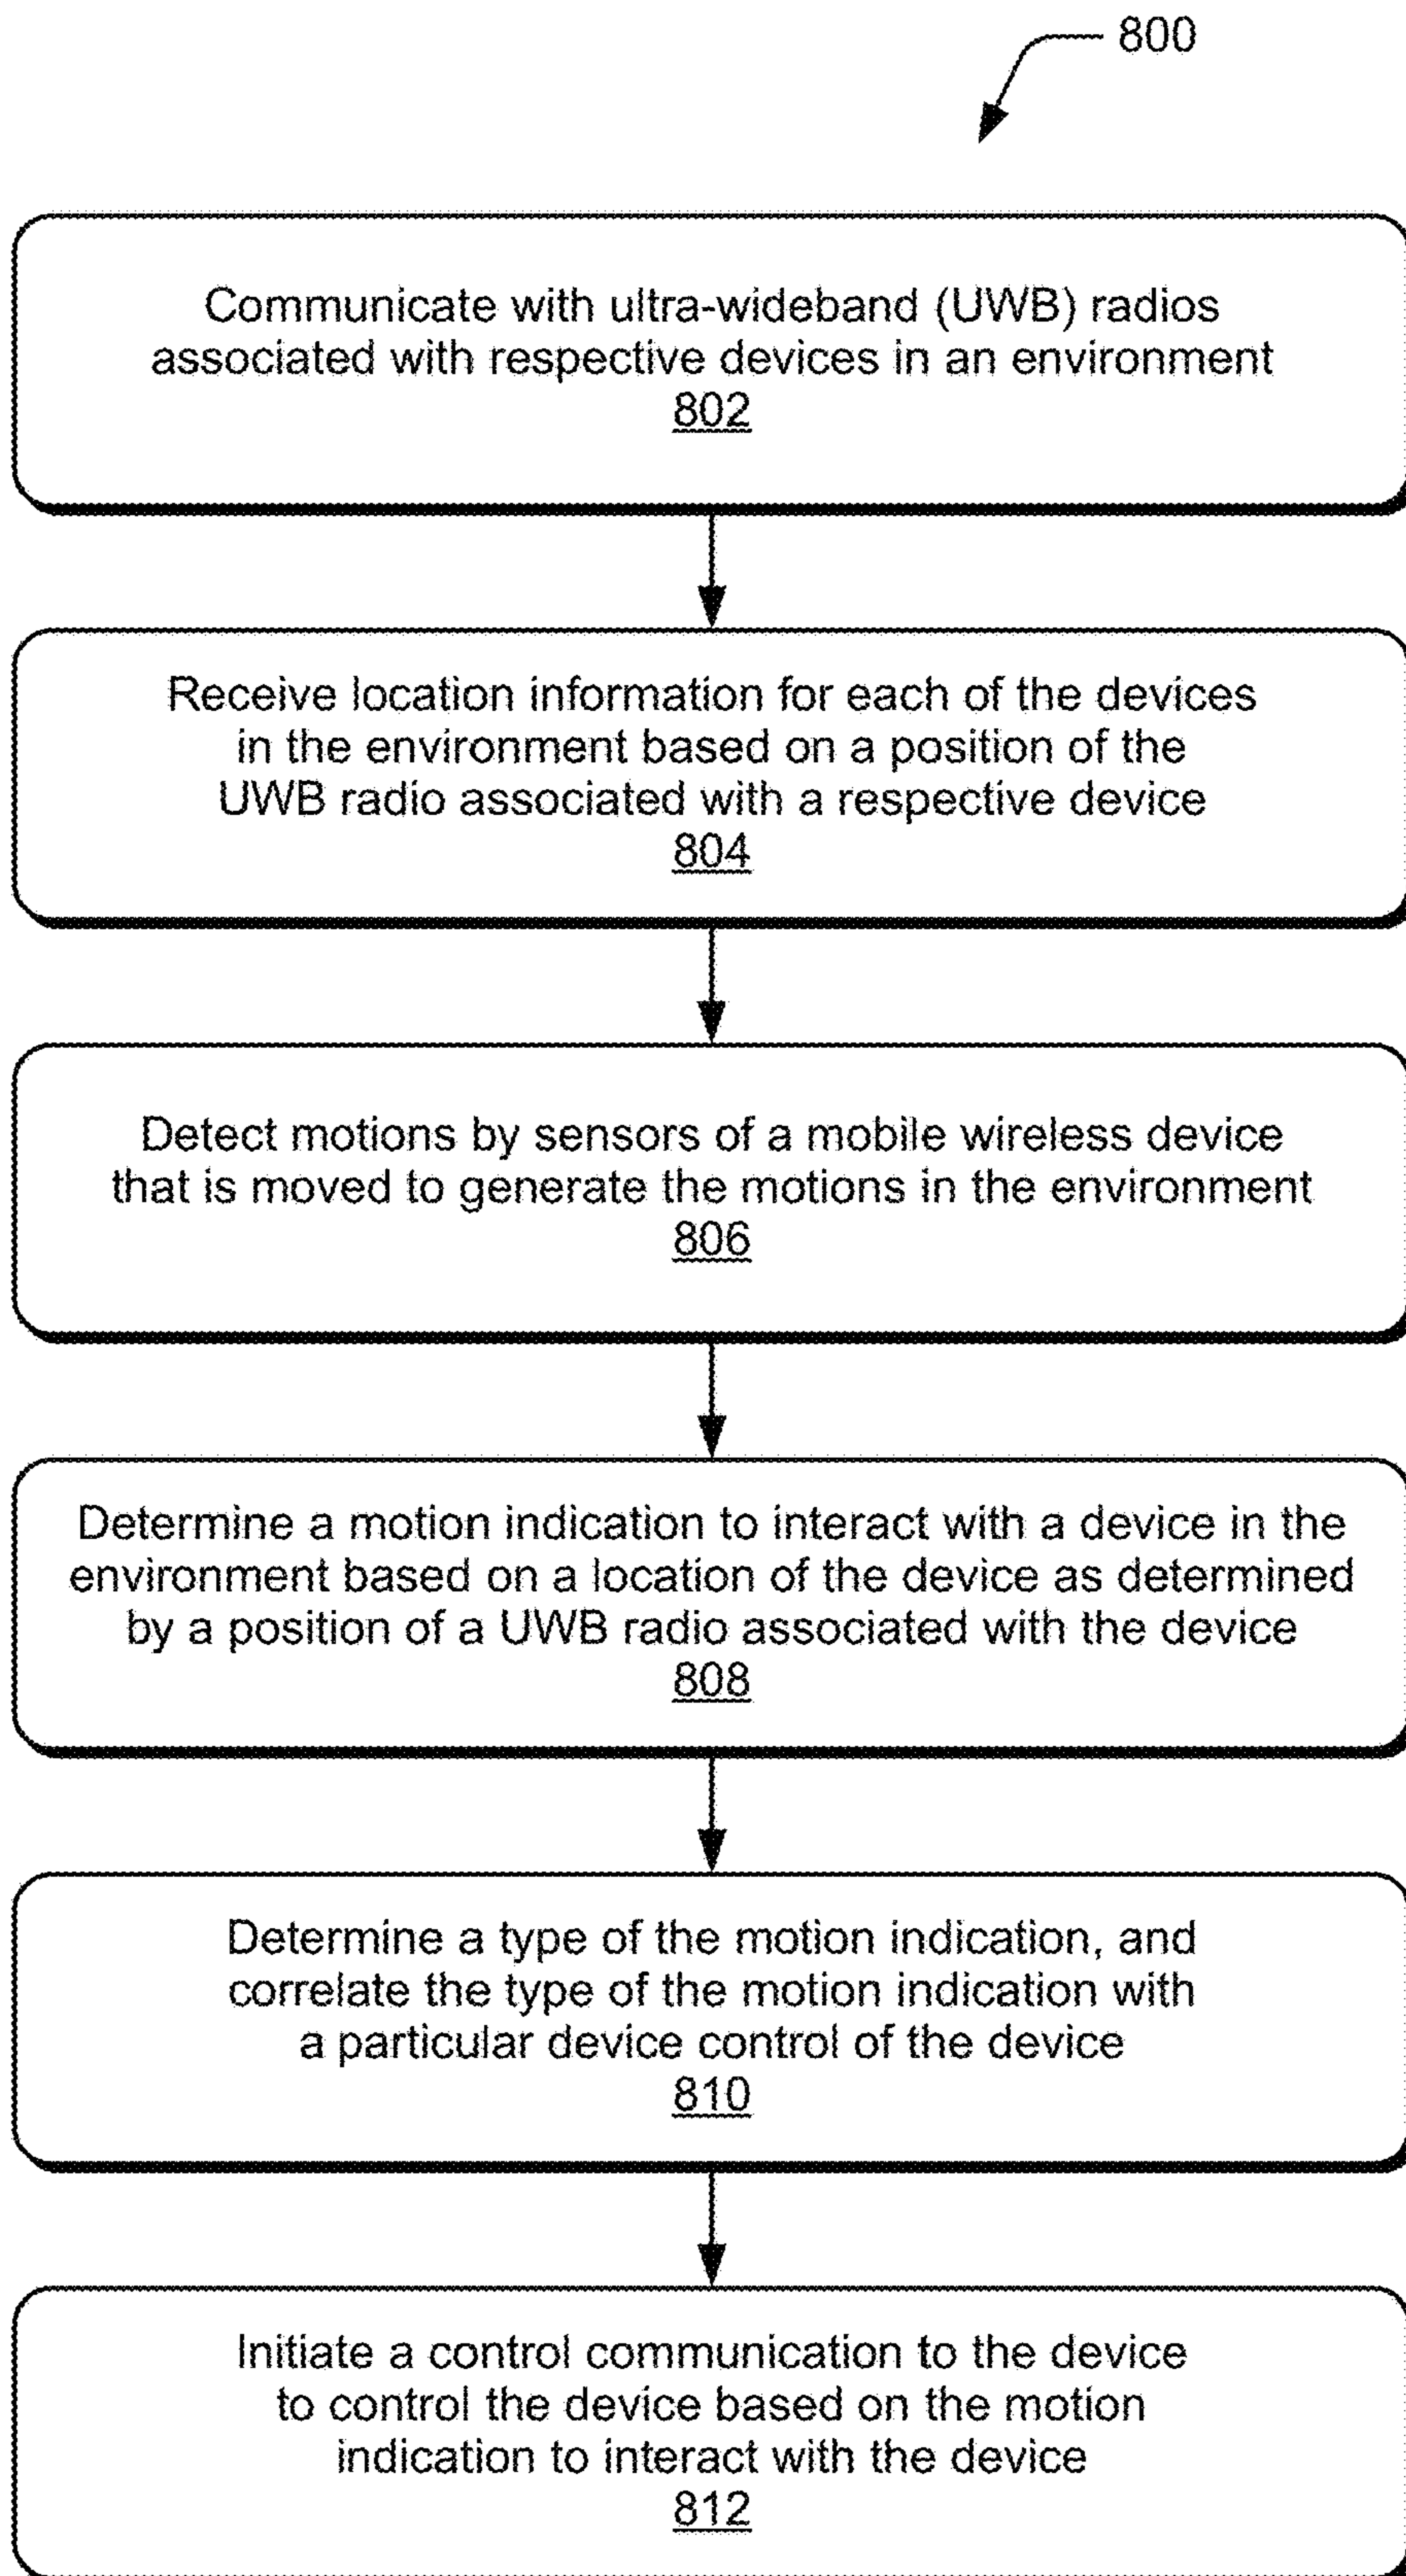 800
Communicate with ultra-wideband (UWB) radios
associated with respective devices in an environment
802
Receive location information for each of the devices
in the environment based on a position of the
UWB radio associated with a respective device
804
Detect motions by sensors of a mobile wireless device
that is moved to generate the motions in the environment
806
Determine a motion indication to interact with a device in the
environment based on a location of the device as determined
by a position of a UWB radio associated with the device
808
Determine a type of the motion indication, and
correlate the type of the motion indication with
a particular device control of the device
810
Initiate a control communication to the device
to control the device based on the motion
indication to interact with the device
812